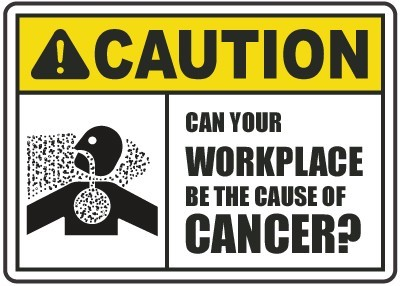 CAUTION
CAN YOUR
WORKPLACE
BE THE CAUSE OF
CANCER?